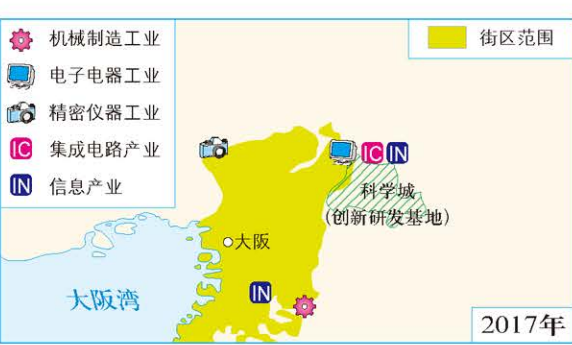 机械制造工业
电子电器工业
精密仪器工业
IC 集成电路产业
IN 信息产业
街区范围
IC IN
科学城
(创新研发基地)
大阪
大阪湾
IN
2017年